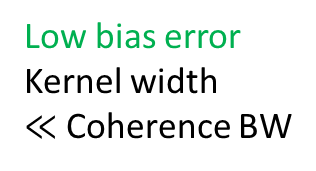 Low bias error
Kernel width
≪ Coherence BW